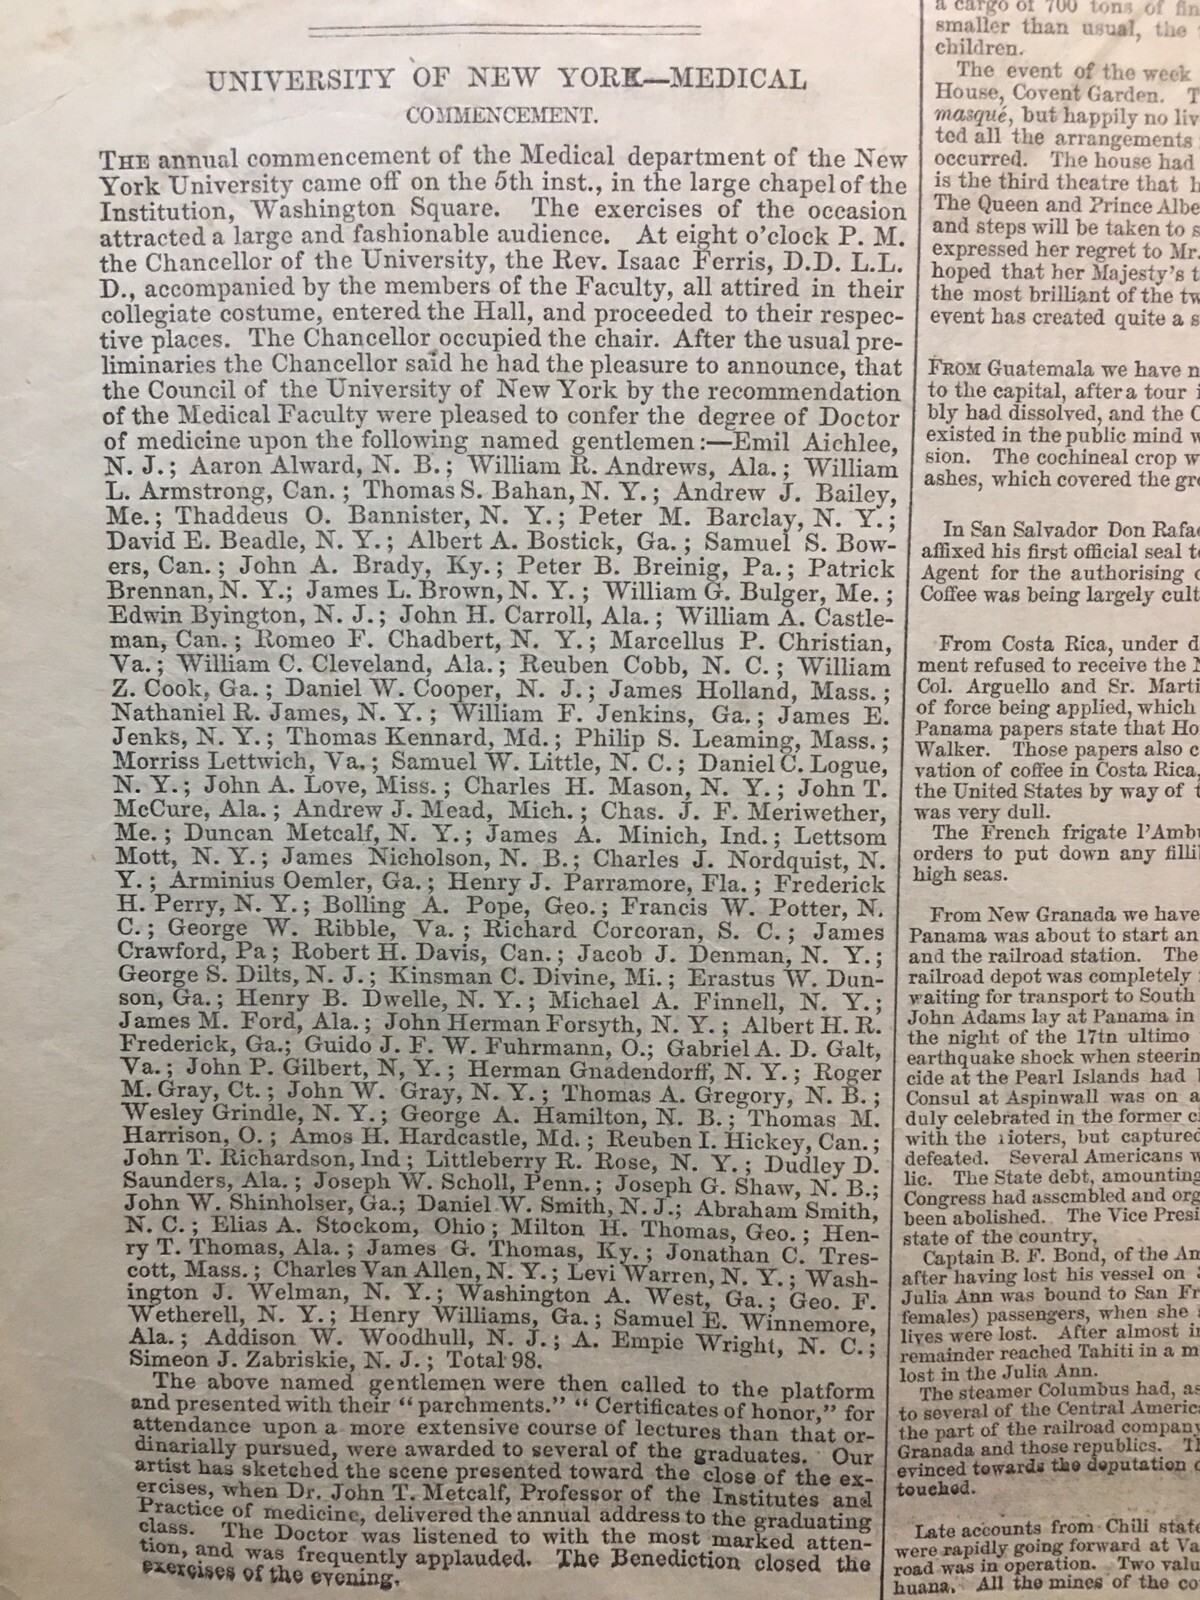 UNIVERSITY OF NEW YORK—MEDICAL
COMMENCEMENT.
THE annual commencement of the Medical department of the New
York University came off on the 5th inst., in the large chapel of the
Institution, Washington Square. The exercises of the occasion
attracted a large and fashionable audience. At eight o'clock P. M.
the Chancellor of the University, the Rev. Isaac Ferris, D.D. L.L.
D., accompanied by the members of the Faculty, all attired in their
collegiate costume, entered the Hall, and proceeded to their respec-
tive places. The Chancellor occupied the chair. After the usual pre-
liminaries the Chancellor said he had the pleasure to announce, that
the Council of the University of New York by the recommendation
of the Medical Faculty were pleased to confer the degree of Doctor
of medicine upon the following named gentlemen:—Emil Aichlee,
N. J.; Aaron Alward, N. B.; William R. Andrews, Ala.; William
L. Armstrong, Can.; Thomas S. Bahan, N. Y.; Andrew J. Bailey,
Me.; Thaddeus O. Bannister, N. Y.; Peter M. Barclay, N. Y.;
David E. Beadle, N. Y.; Albert A. Bostick, Ga.; Samuel S. Bow-
ers, Can.; John A. Brady, Ky.; Peter B. Breinig, Pa.; Patrick
Brennan, N. Y.; James L. Brown, N. Y.; William G. Bulger, Me.;
Edwin Byington, N. J.; John H. Carroll, Ala.; William A. Castle-
man, Can.; Romeo F. Chadbert, N. Y.; Marcellus P. Christian,
Va.; William C. Cleveland, Ala.; Reuben Cobb, N. C.; William
Z. Cook, Ga.; Daniel W. Cooper, N. J.; James Holland, Mass.;
Nathaniel R. James, N. Y.; William F. Jenkins, Ga.; James E.
Jenks, N. Y.; Thomas Kennard, Md.; Philip S. Leaming, Mass.;
Morriss Lettwich, Va.; Samuel W. Little, N. C.; Daniel C. Logue,
N. Y.; John A. Love, Miss.; Charles H. Mason, N. Y.; John T.
McCure, Ala.; Andrew J. Mead, Mich.; Chas. J. F. Meriwether,
Me.; Duncan Metcalf, N. Y.; James A. Minich, Ind.; Lettsom
Mott, N. Y.; James Nicholson, N. B.; Charles J. Nordquist, N.
Y.; Arminius Oemler, Ga.; Henry J. Parramore, Fla.; Frederick
H. Perry, N. Y.; Bolling A. Pope, Geo.; Francis W. Potter, N.
C.; George W. Ribble, Va.; Richard Corcoran, S. C.; James
Crawford, Pa; Robert H. Davis, Can.; Jacob J. Denman, N. Y.;
George S. Dilts, N. J.; Kinsman C. Divine, Mi.; Erastus W. Dun-
son, Ga.; Henry B. Dwelle, N. Y.; Michael A. Finnell, N. Y.;
James M. Ford, Ala.; John Herman Forsyth, N. Y.; Albert H. R.
Frederick, Ga.; Guido J. F. W. Fuhrmann, O.; Gabriel A. D. Galt,
Va.; John P. Gilbert, N, Y.; Herman Gnadendorff, N. Y.; Roger
M. Gray, Ct.; John W. Gray, N. Y.; Thomas A. Gregory, N. B.;
Wesley Grindle, N. Y.; George A. Hamilton, N. B.; Thomas M.
Harrison, O.; Amos H. Hardcastle, Md.; Reuben I. Hickey, Can.;
John T. Richardson, Ind; Littleberry R. Rose, N. Y.; Dudley D.
Saunders, Ala.; Joseph W. Scholl, Penn.; Joseph G. Shaw, N. B.;
John W. Shinholser, Ga.; Daniel W. Smith, N. J.; Abraham Smith,
N. C.; Elias A. Stockom, Ohio; Milton H. Thomas, Geo.; Hen-
ry T. Thomas, Ala.; James G. Thomas, Ky.; Jonathan C. Tres-
cott, Mass.; Charles Van Allen, N. Y.; Levi Warren, N. Y.; Wash-
ington J. Welman, N. Y.; Washington A. West, Ga.; Geo. F.
Wetherell, N. Y.; Henry Williams, Ga.; Samuel E. Winnemore,
Ala.; Addison W. Woodhull, N. J.; A. Empie Wright, N. C.;
Simeon J. Zabriskie, N. J.; Total 98.
The above named gentlemen were then called to the platform
and presented with their "parchments." "Certificates of honor," for
attendance upon a more extensive course of lectures than that or-
dinarially pursued, were awarded to several of the graduates. Our
artist has sketched the scene presented toward the close of the ex-
ercises, when Dr. John T. Metcalf, Professor of the Institutes and
Practice of medicine, delivered the annual address to the graduating
class. The Doctor was listened to with the most marked atten-
tion, and was frequently applauded. The Benediction closed the
exercises of the evening.
a cargo of 700 tons of
smaller than usual, the
children.
The event of the week
House, Covent Garden.
masqué, but happily no
ted all the arrangements
occurred. The house had
is the third theatre that
The Queen and Prince
and steps will be taken to
expressed her regret to Mr.
hoped that her Majesty's
the most brilliant of the
event has created quite a
FROM Guatemala we have
to the capital, after a tour
bly had dissolved, and the
existed in the public mind
sion. The cochineal crop
ashes, which covered the
In San Salvador Don
affixed his first official seal
Agent for the authorising
Coffee was being largely
From Costa Rica, under
ment refused to receive the
Col. Arguello and Sr.
of force being applied, which
Panama papers state that
Walker. Those papers also
vation of coffee in Costa Rica,
the United States by way of
was very dull.
The French frigate
orders to put down any
high seas.
From New Granada we have
Panama was about to start an
and the railroad station. The
railroad depot was completely
waiting for transport to South
John Adams lay at Panama in
the night of the 17tn ultimo
earthquake shock when
cide at the Pearl Islands had
Consul at Aspinwall was on
duly celebrated in the former
with the rioters, but captured
defeated. Several Americans
lic. The State debt, amounting
Congress had assembled and
been abolished. The Vice
state of the country,
Captain B. F. Bond, of the
after having lost his vessel on
Julia Ann was bound to San
females) passengers, when she
lives were lost. After almost
remainder reached Tahiti in a
lost in the Julia Ann.
The steamer Columbus had, as
to several of the Central
the part of the railroad company
Granada and those republics.
evinced towards the deputation
touched.
Late accounts from Chili
were rapidly going forward at
road was in operation. Two
huana. All the mines of the